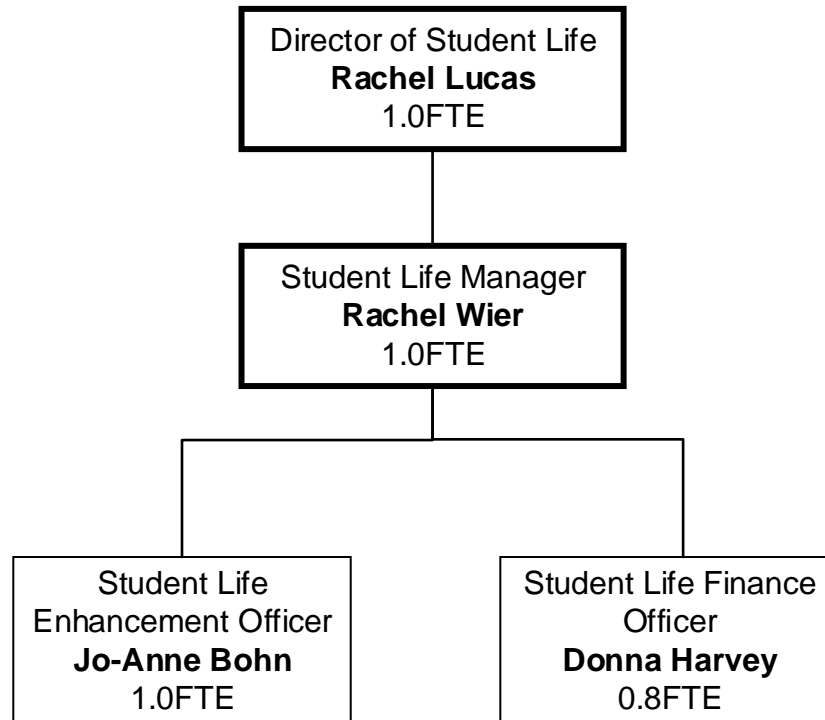 Director of Student Life
Rachel Lucas
1.0FTE
Student Life Manager
Rachel Wier
1.0FTE
Student Life
Enhancement Officer
Jo-Anne Bohn
1.0FTE
Student Life Finance
Officer
Donna Harvey
0.8FTE